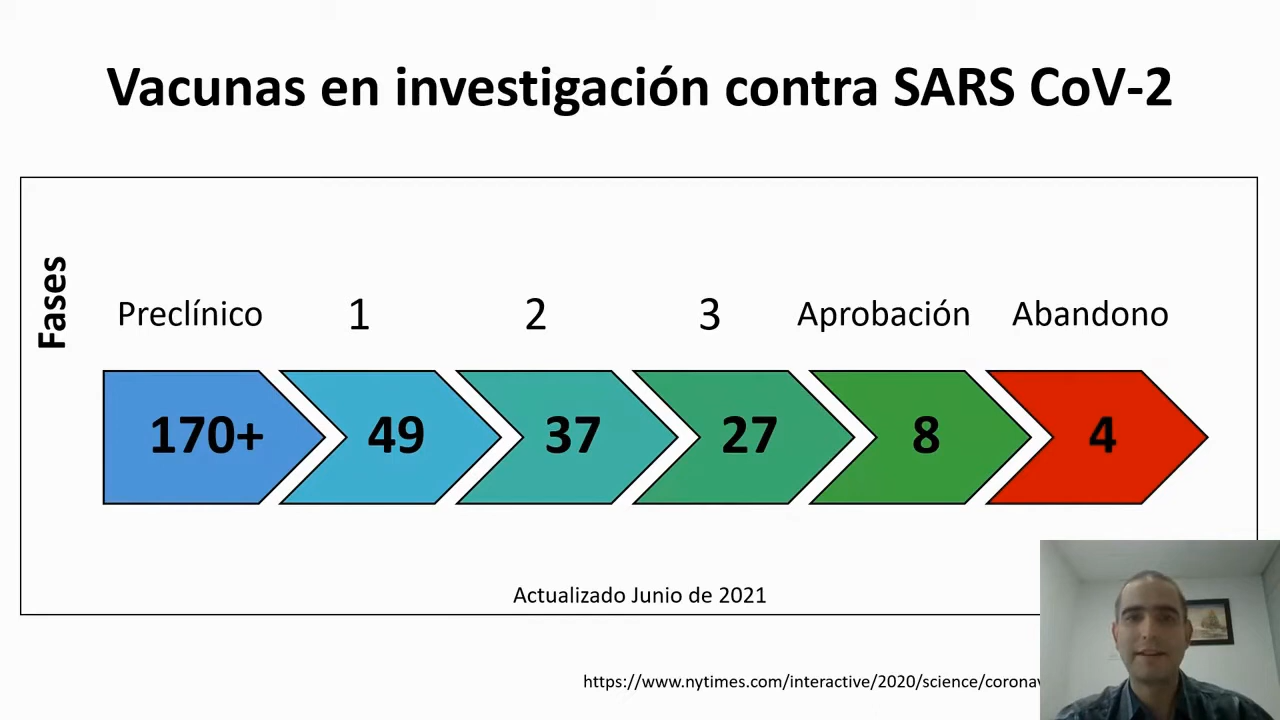 Vacunas en investigación contra SARS CoV-2
Fases
Preclínico 1 2 3 Aprobación Abandono
170+ 49 37 27 8 4
Actualizado Junio de 2021
https://www.nytimes.com/interactive/2020/science/corona